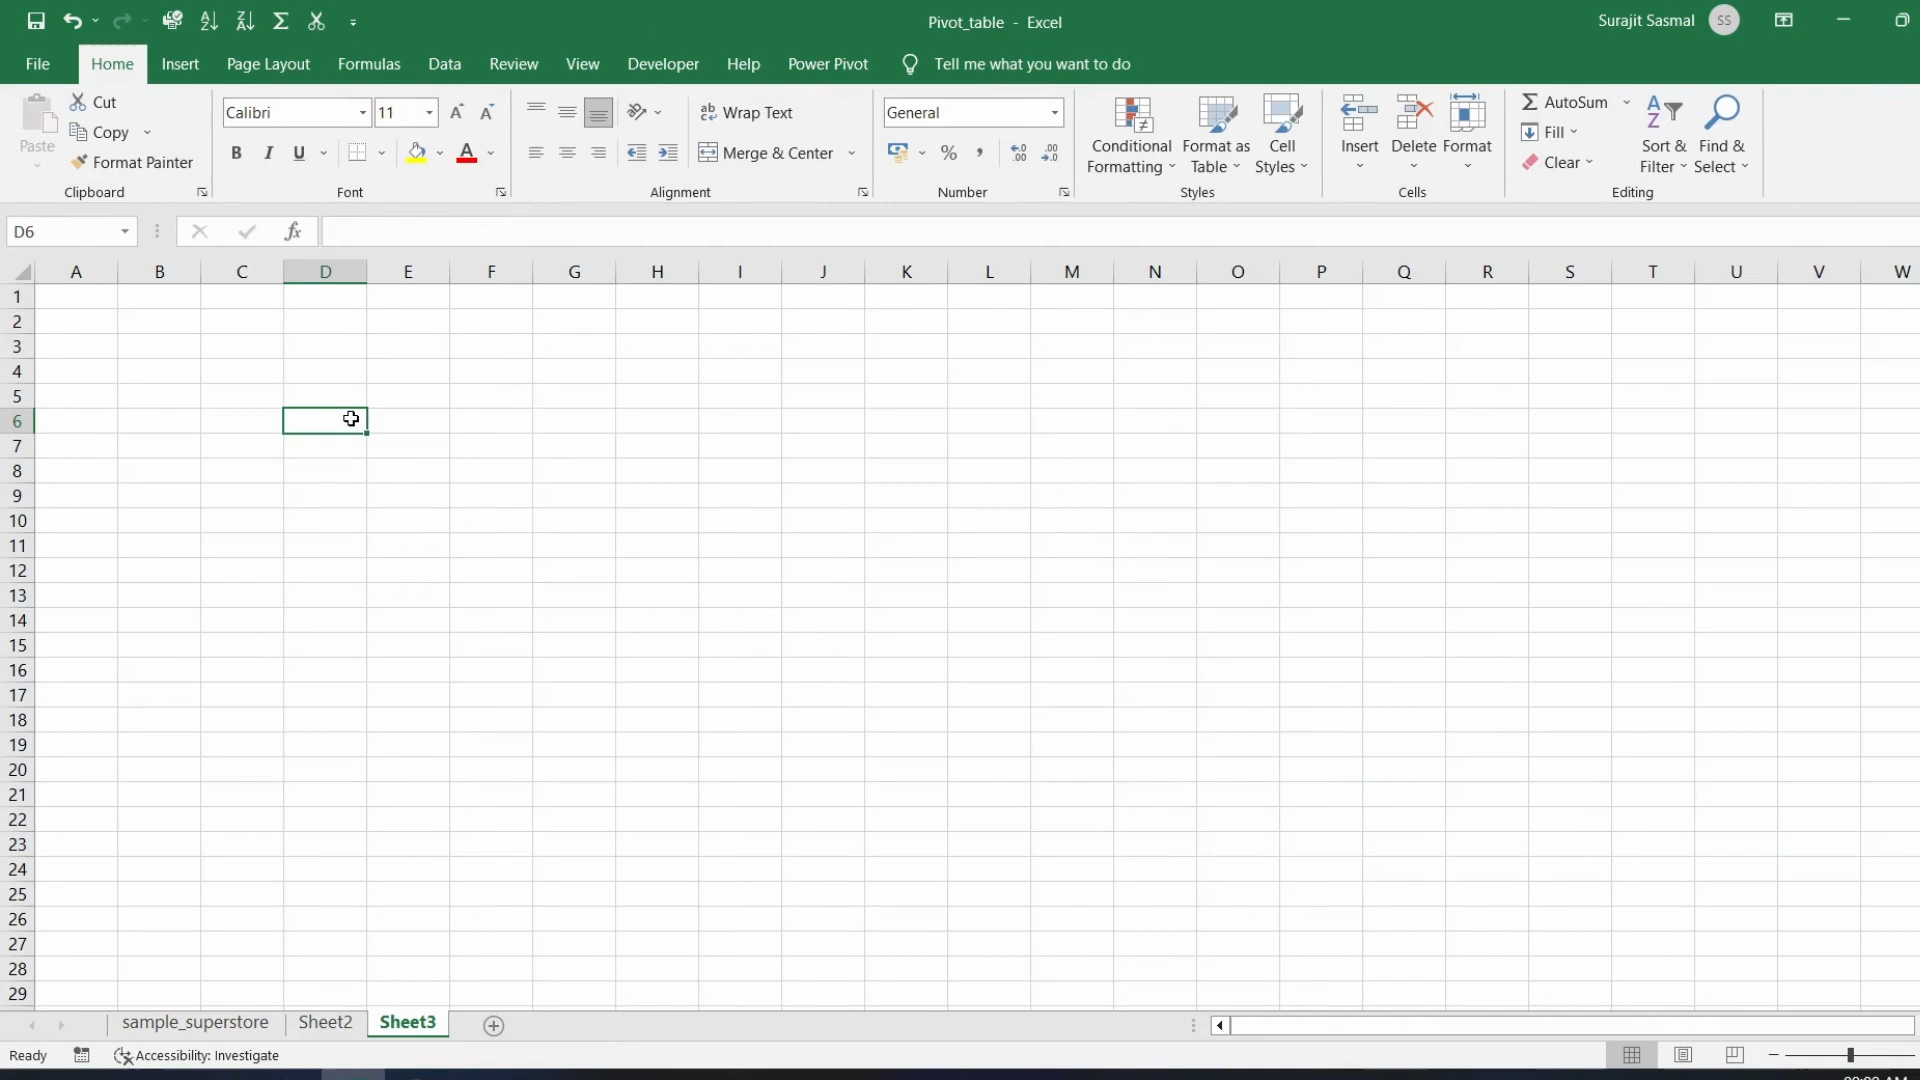 Pivot_table - Excel
Surajit Sasmal SS
File Home Insert Page Layout Formulas Data Review View Developer Help Power Pivot Tell me what you want to do
Paste
Cut
Copy
Format Painter
Clipboard
Calibri 11
B I U A
Font
Wrap Text
Merge & Center
Alignment
General
%
Number
Conditional Formatting
Format as Table
Cell Styles
Styles
Insert Delete Format
Cells
AutoSum
Fill
Clear
Sort & Filter
Find & Select
Editing
D6 fx
A B C D E F G H I J K L M N O P Q R S T U V W
1
2
3
4
5
6
7
8
9
10
11
12
13
14
15
16
17
18
19
20
21
22
23
24
25
26
27
28
29
sample_superstore Sheet2 Sheet3
Ready Accessibility: Investigate